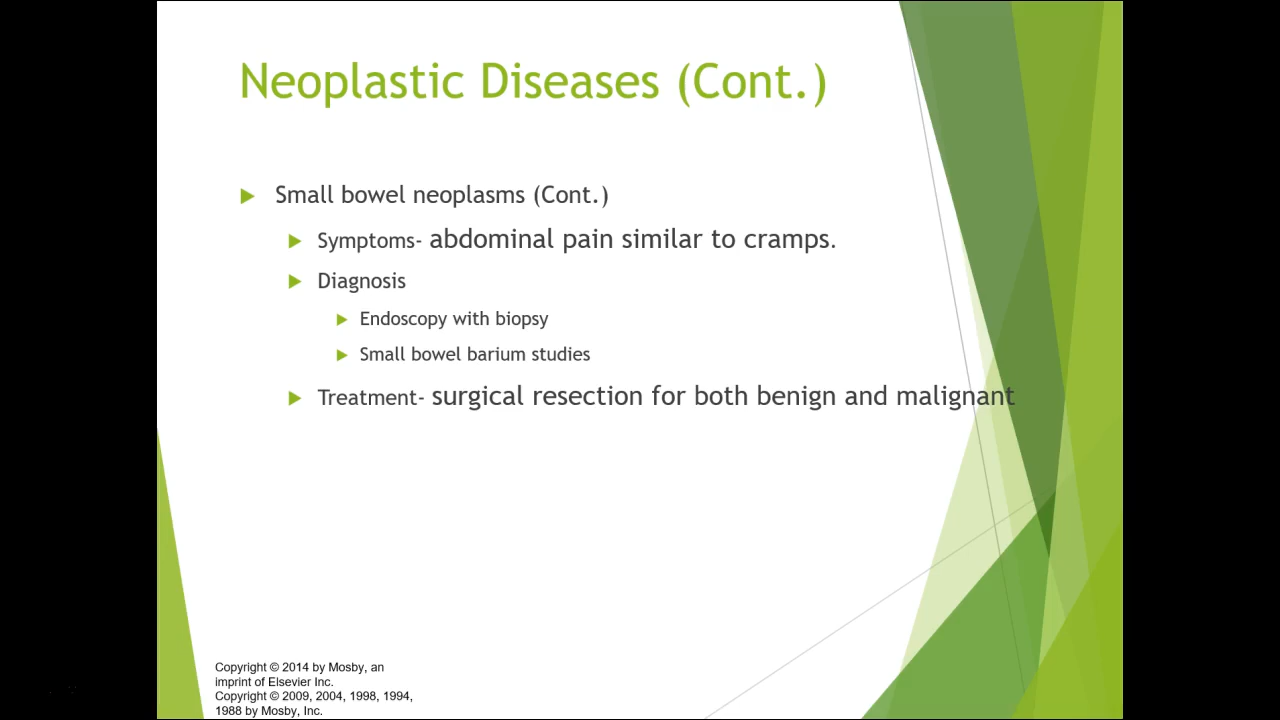 Neoplastic Diseases (Cont.)
Small bowel neoplasms (Cont.)
Symptoms- abdominal pain similar to cramps.
Diagnosis
Endoscopy with biopsy
Small bowel barium studies
Treatment- surgical resection for both benign and malignant
Copyright © 2014 by Mosby, an
imprint of Elsevier Inc.
Copyright © 2009, 2004, 1998, 1994,
1988 by Mosby, Inc.